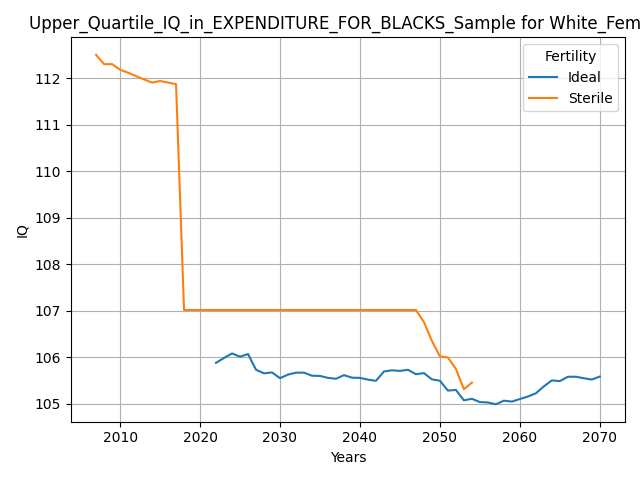 Upper_Quartile_IQ_in_EXPENDITURE_FOR_BLACKS_Sample for White_Fem
Fertility
Ideal
Sterile
112
111
110
109
108
107
106
105
IQ
2010 2020 2030 2040 2050 2060 2070
Years